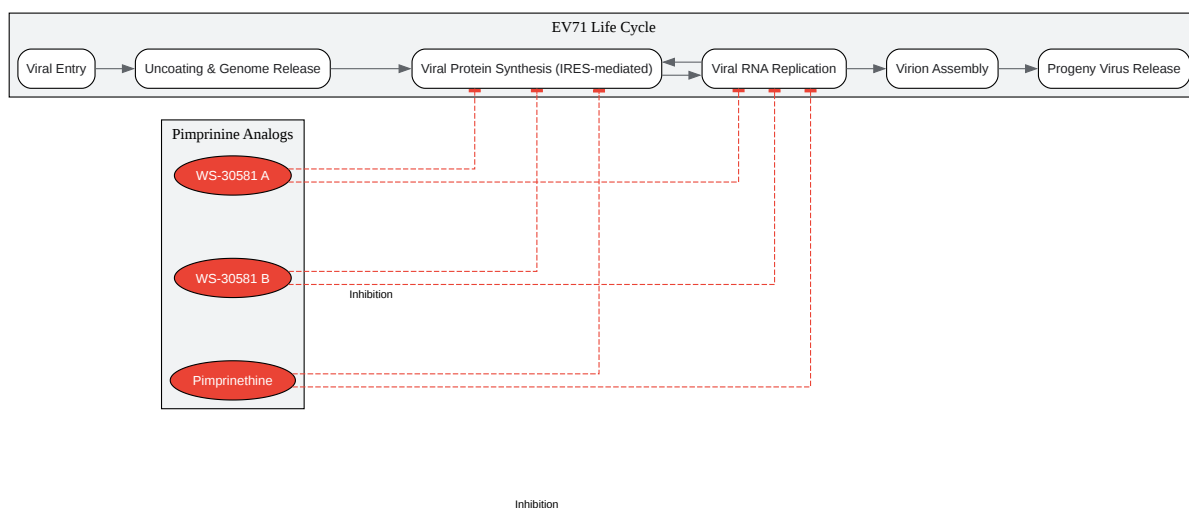 EV71 Life Cycle
Viral Entry
Uncoating & Genome Release
Viral Protein Synthesis (IRES-mediated)
Viral RNA Replication
Virion Assembly
Progeny Virus Release
Pimprinine Analogs
WS-30581 A
WS-30581 B
Inhibition
Pimprinethine
Inhibition